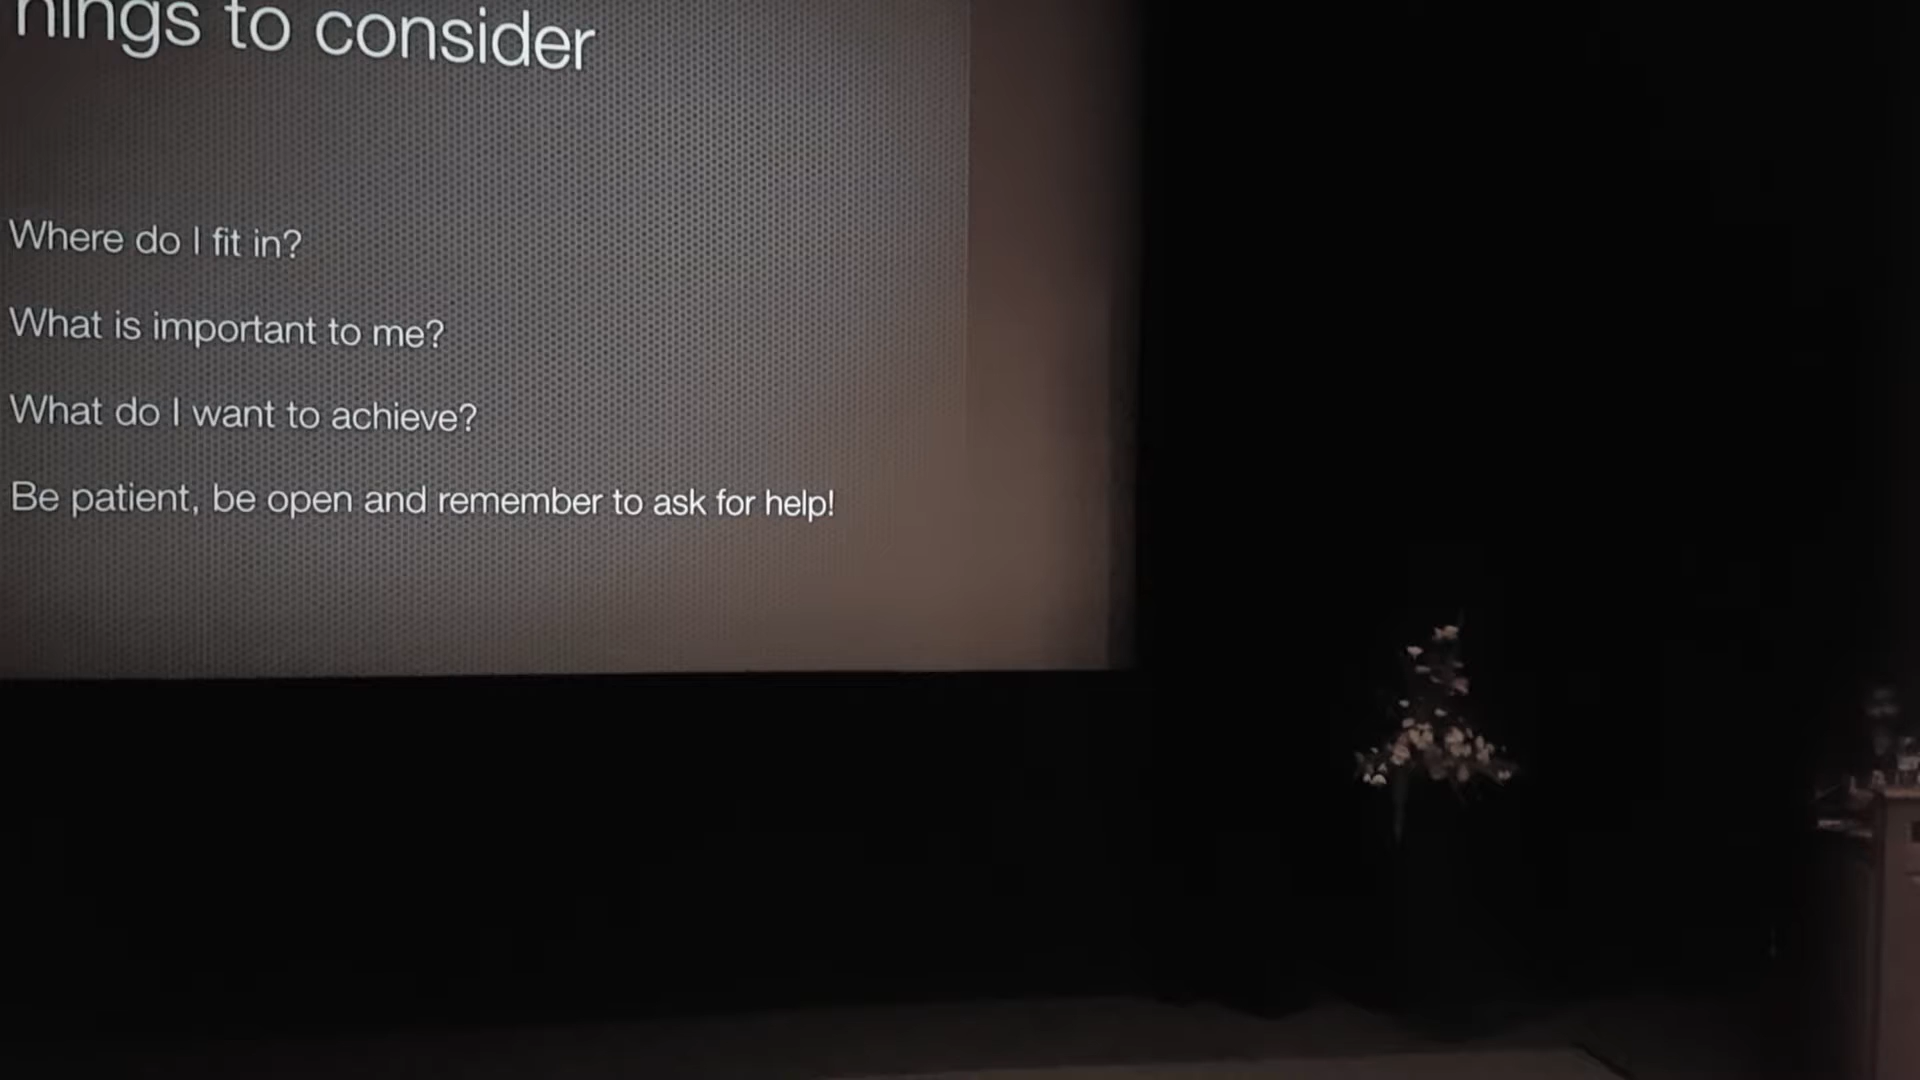 hings to consider
Where do I fit in?
What is important to me?
What do I want to achieve?
Be patient, be open and remember to ask for help!